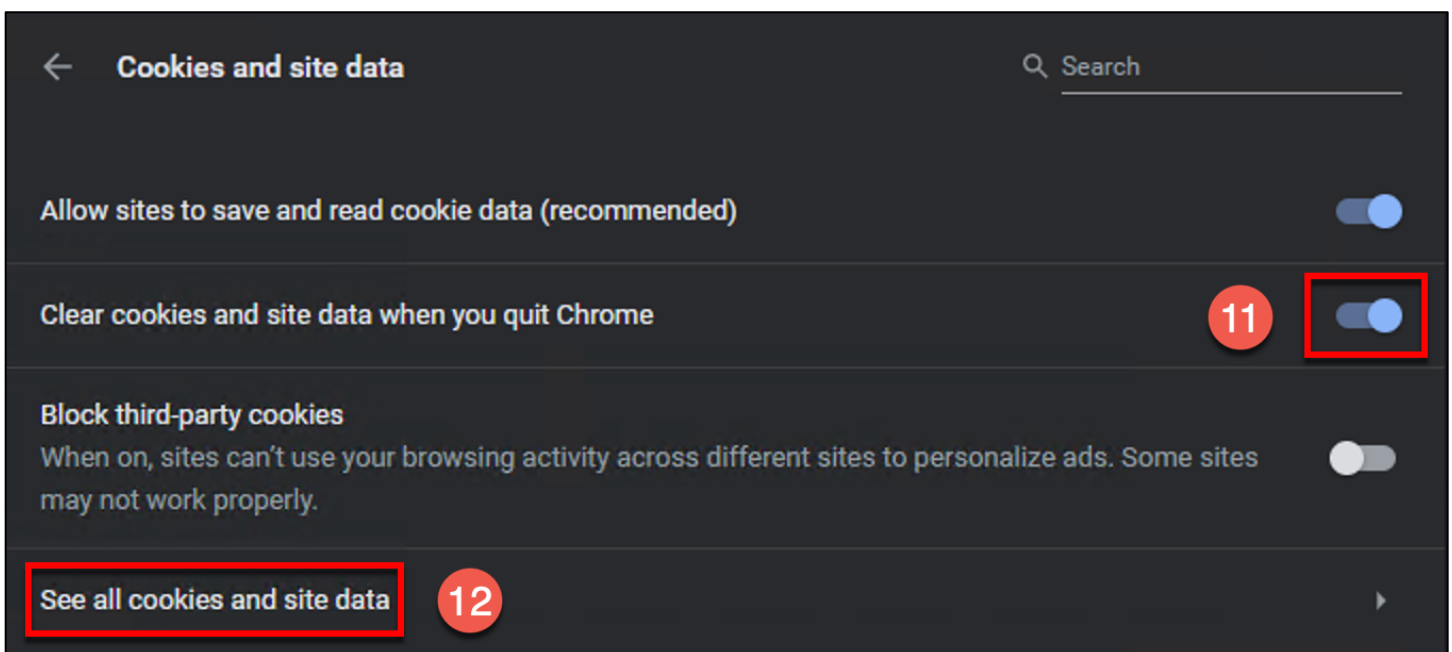 Cookies and site data
Search
Allow sites to save and read cookie data (recommended)
Clear cookies and site data when you quit Chrome
11
Block third-party cookies
When on, sites can't use your browsing activity across different sites to personalize ads. Some sites
may not work properly.
See all cookies and site data
12